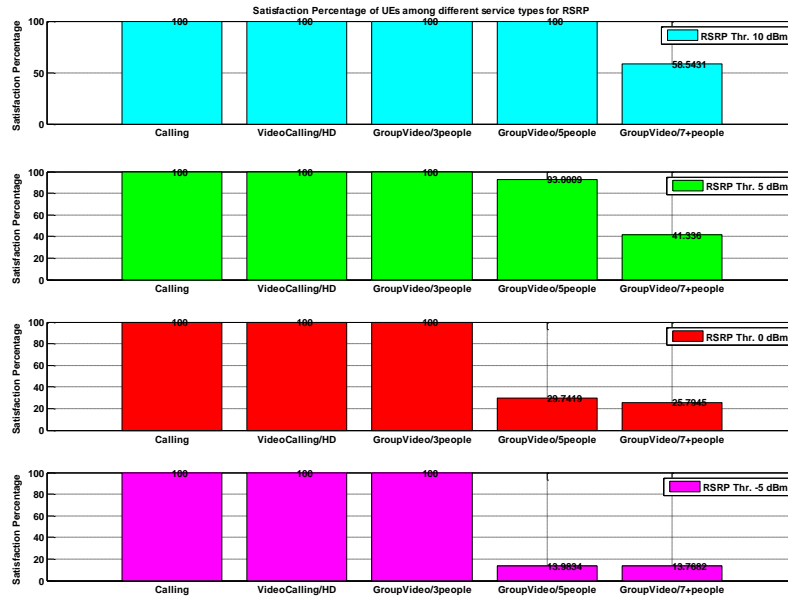 Satisfaction Percentage of UEs among different service types for RSRP
Satisfaction Percentage
100
50
0
100 100 100 100 58.5431
RSRP Thr. 10 dBm
Calling VideoCalling/HD GroupVideo/3people GroupVideo/5people GroupVideo/7+people
Satisfaction Percentage
100
80
60
40
20
0
100 100 100 93.0009 41.336
RSRP Thr. 5 dBm
Calling VideoCalling/HD GroupVideo/3people GroupVideo/5people GroupVideo/7+people
Satisfaction Percentage
100
80
60
40
20
0
100 100 100 29.7419 25.7945
RSRP Thr. 0 dBm
Calling VideoCalling/HD GroupVideo/3people GroupVideo/5people GroupVideo/7+people
Satisfaction Percentage
100
80
60
40
20
0
100 100 100 13.9834 13.7682
RSRP Thr. -5 dBm
Calling VideoCalling/HD GroupVideo/3people GroupVideo/5people GroupVideo/7+people